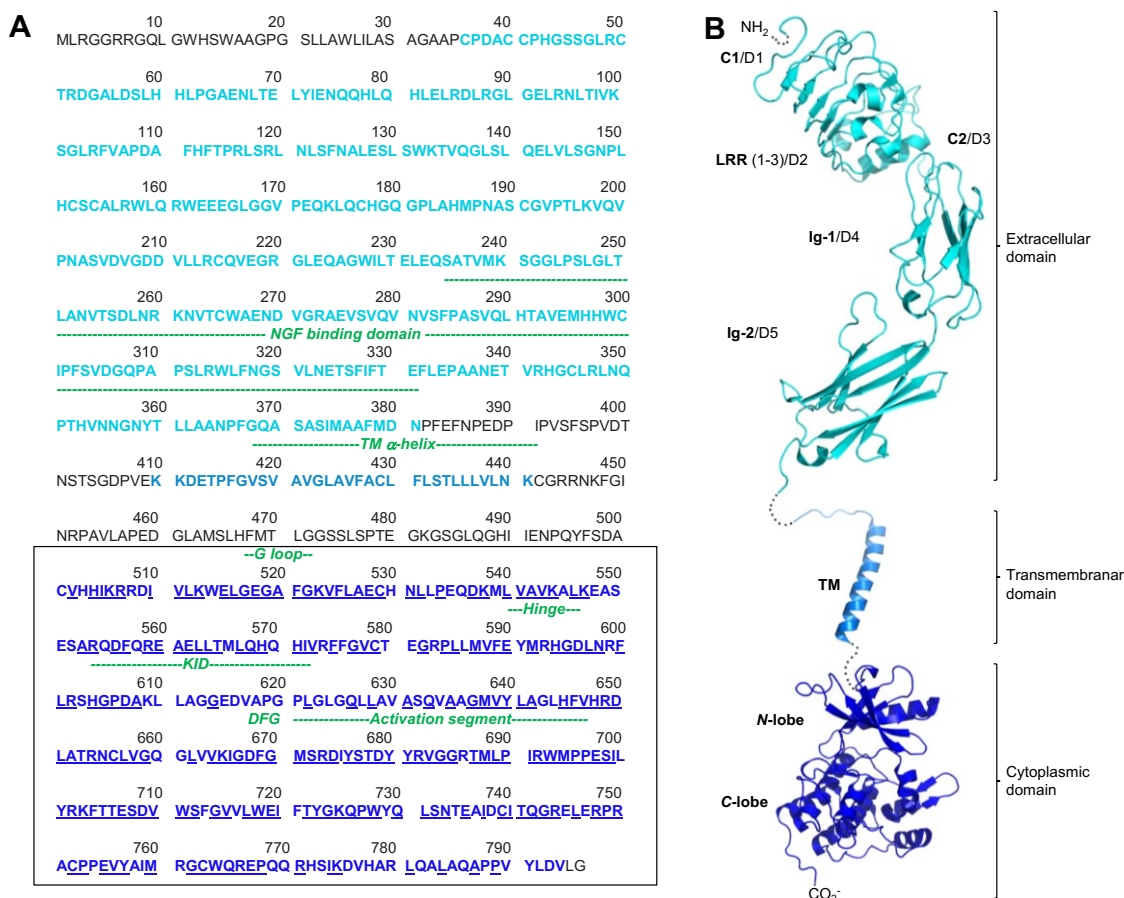 A
10 20 30 40 50
MLRGGRRGQL GWHSWAAGPG SLLAWLILAS AGAAPCPDAC CPHGSSGLRC
60 70 80 90 100
TRDGALDSLH HLPGAENLTE LYIENQQHLQ HLELRDLRGL GELRNLTIVK
110 120 130 140 150
SGLRFVAPDA FHFTPRLSRL NLSFNALESL SWKTVQGLSL QELVLSGNPL
160 170 180 190 200
HCSCALRWLQ RWEEEGLGGV PEQKLQCHGQ GPLAHMPNAS CGVPTLKVQV
210 220 230 240 250
PNASVDVGDD VLLRCQVEGR GLEQAGWILT ELEQSATVMK SGGLPSLGLT
260 270 280 290 300
LANVTSDLNR KNVTCWAEND VGRAEVSVQV NVSFPASVQL HTAVEMHHWC
NGF binding domain
310 320 330 340 350
IPFSVDGQPA PSLRWLFNGS VLNETSFIFT EFLEPAANET VRHGCLRLNQ
360 370 380 390 400
PTHVNNGNYT LLAANPFGQA SASIMAAFMD NPFEFNPEDP IPVSFSPVDT
TM α-helix
410 420 430 440 450
NSTSGDPVEK KDETPFGVSV AVGLAVFACL FLSTLLLVLN KCGRRNKFGI
460 470 480 490 500
NRPAVLAPED GLAMSLHFMT LGGSSLSPTE GKGSGLQGHI IENPQYFSDA
G loop
510 520 530 540 550
CVHHIKRRDI VLKWELGEGA FGKVFLAECH NLLPEQDKML VAVKALKEAS
Hinge
560 570 580 590 600
ESARQDFQRE AELLTMLQHQ HIVRFFGVCT EGRPLLMVFE YMRHGDLNRF
KID
610 620 630 640 650
LRSHGPDAKL LAGGEDVAPG PLGLGQLLAV ASQVAAGMVY LAGLHFVHRD
DFG Activation segment
660 670 680 690 700
LATRNCLVGQ GLVVKIGDFG MSRDIYSTDY YRVGGRTMLP IRWMPPESIL
710 720 730 740 750
YRKFTTESDV WSFGVVLWEI FTYGKQPWYQ LSNTEAIDCI TQGRELERPR
760 770 780 790
ACPPEVYAIM RGCWQREPQQ RHSIKDVHAR LQALAQAPPV YLDVLG
B
NH2
C1/D1
C2/D3
LRR (1-3)/D2
Ig-1/D4
Extracellular
domain
Ig-2/D5
TM
Transmembranar
domain
N-lobe
C-lobe
Cytoplasmic
domain
CO2-